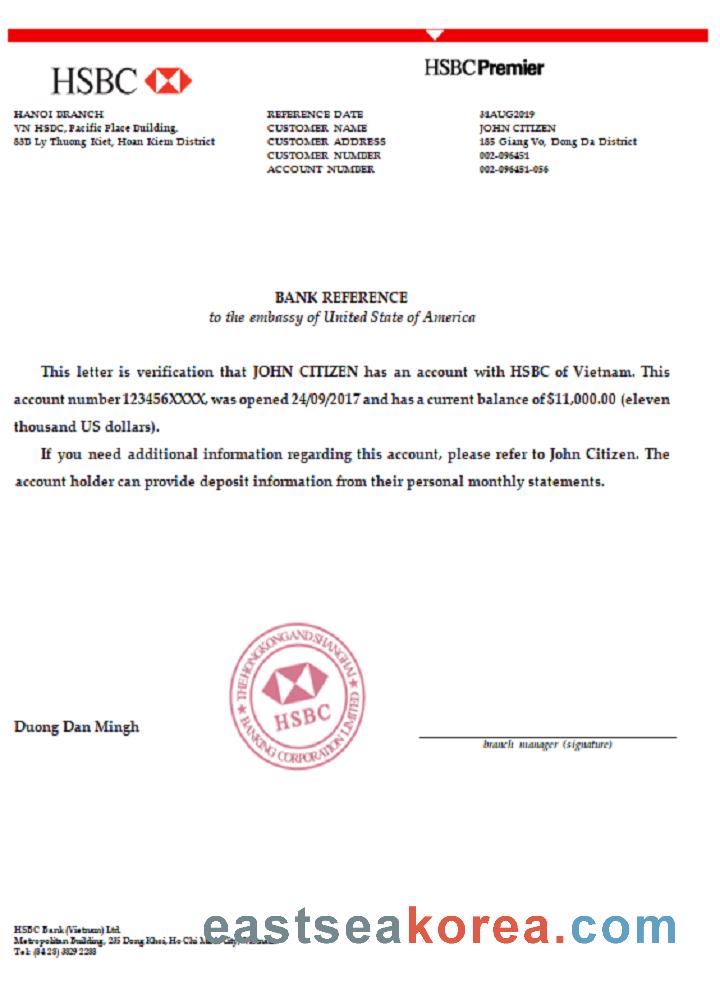 HSBC
HSBC Premier
HANOI BRANCH
VN HSDC, Pacific Place Building,
83B Ly Thuong Kiet, Hoan Kiem District
REFERENCE DATE 31AUG2019
CUSTOMER NAME JOHN CITIZEN
CUSTOMER ADDRESS 185 Giang Vo, Dong Da District
CUSTOMER NUMBER 002-096451
ACCOUNT NUMBER 002-096451-056
BANK REFERENCE
to the embassy of United State of America
This letter is verification that JOHN CITIZEN has an account with HSBC of Vietnam. This
account number 123456XXXX, was opened 24/09/2017 and has a current balance of $11,000.00 (eleven
thousand US dollars).
If you need additional information regarding this account, please refer to John Citizen. The
account holder can provide deposit information from their personal monthly statements.
THE HONGKONG AND SHANGHAI
BANKING CORPORATION LIMITED
HSBC
Duong Dan Mingh
branch manager (signature)
HSBC Bank (Vietnam) Ltd
Metropolitan Building, 235 Dong Khoi, Ho Chi
Tel: (84 28) 3829 2288
eastseakorea.com